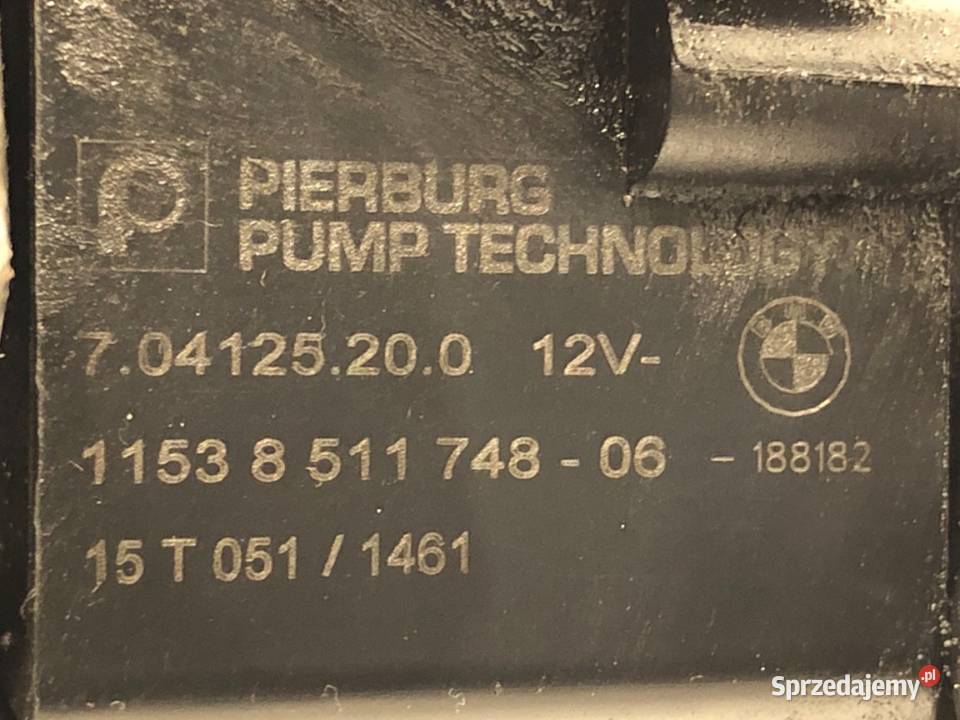 PIERBURG
PUMP TECHNOLOGY
7.04125.20.0 12V-
BMW
1153 8 511 748 - 06 - 188182
15 T 051 / 1461
Sprzedajemy.pl